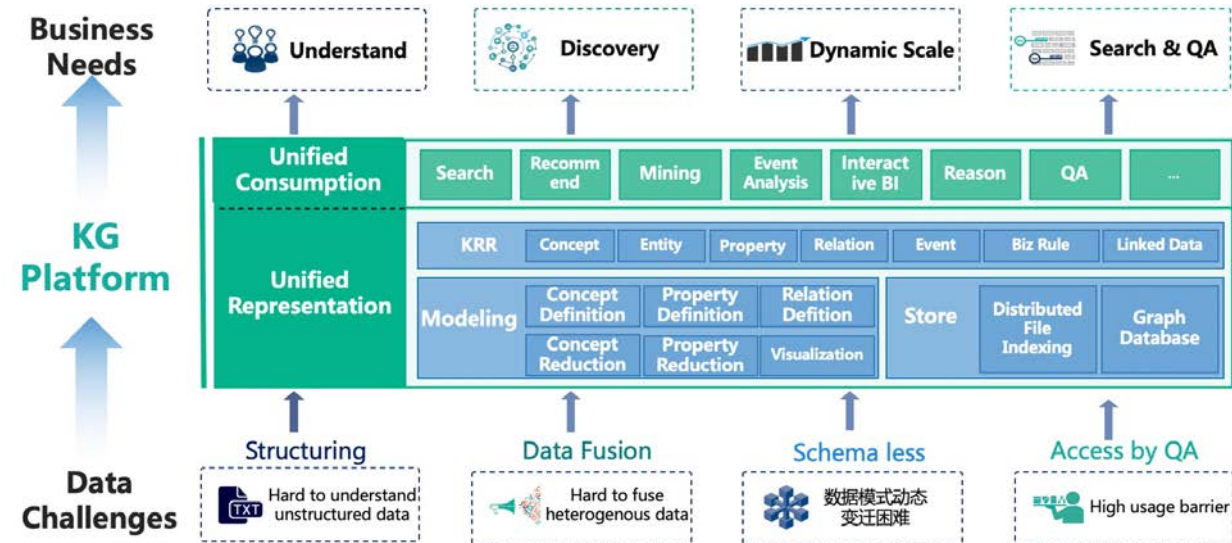 Business
Needs
Understand
Discovery
Dynamic Scale
Search & QA
KG
Platform
Unified
Consumption
Search
Recomm
end
Mining
Event
Analysis
Interact
ive BI
Reason
QA
...
Unified
Representation
KRR
Concept
Entity
Property
Relation
Event
Biz Rule
Linked Data
Modeling
Concept
Definition
Property
Definition
Relation
Defition
Concept
Reduction
Property
Reduction
Visualization
Store
Distributed
File
Indexing
Graph
Database
Structuring
Data Fusion
Schema less
Access by QA
Data
Challenges
TXT
Hard to understand
unstructured data
Hard to fuse
heterogenous data
数据模式动态
变迁困难
High usage barrier